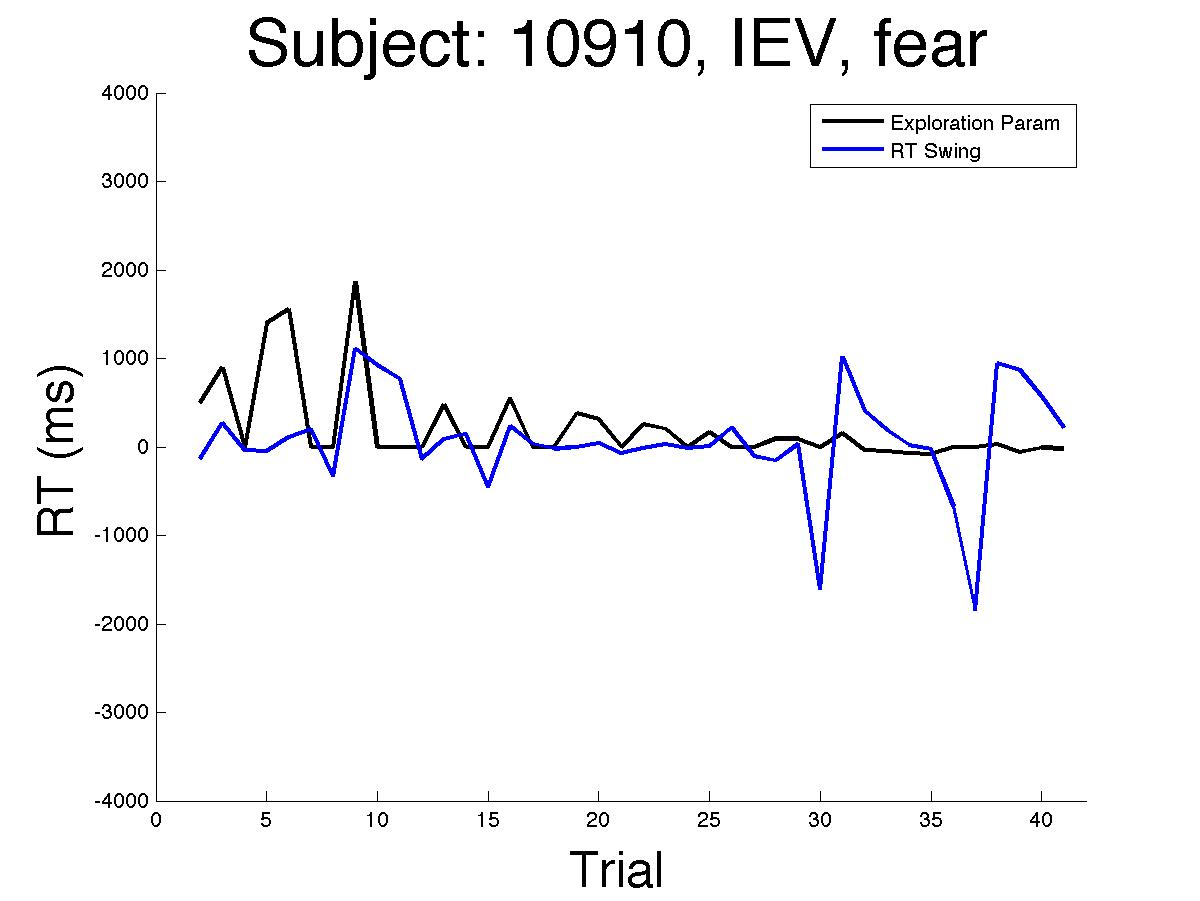 Subject: 10910, IEV, fear
4000
3000
2000
1000
0
-1000
-2000
-3000
-4000
RT (ms)
Exploration Param
RT Swing
0 5 10 15 20 25 30 35 40
Trial